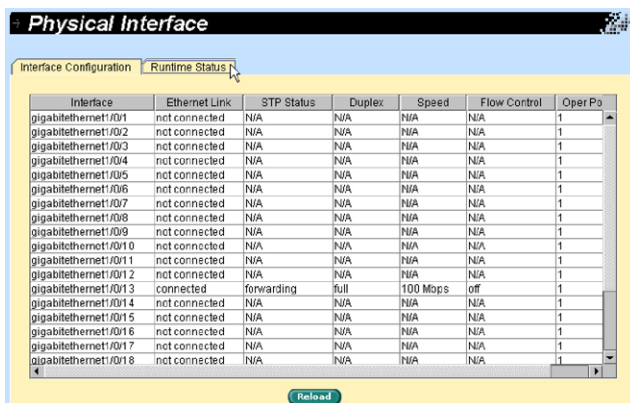 Physical Interface
Interface Configuration Runtime Status
Interface Ethernet Link STP Status Duplex Speed Flow Control Oper Po
gigabitethernet1/0/1 not connected N/A N/A N/A N/A 1
gigabitethernet1/0/2 not connected N/A N/A N/A N/A 1
gigabitethernet1/0/3 not connected N/A N/A N/A N/A 1
gigabitethernet1/0/4 not connected N/A N/A N/A N/A 1
gigabitethernet1/0/5 not connected N/A N/A N/A N/A 1
gigabitethernet1/0/6 not connected N/A N/A N/A N/A 1
gigabitethernet1/0/7 not connected N/A N/A N/A N/A 1
gigabitethernet1/0/8 not connected N/A N/A N/A N/A 1
gigabitethernet1/0/9 not connected N/A N/A N/A N/A 1
gigabitethernet1/0/10 not connected N/A N/A N/A N/A 1
gigabitethernet1/0/11 not connected N/A N/A N/A N/A 1
gigabitethernet1/0/12 not connected N/A N/A N/A N/A 1
gigabitethernet1/0/13 connected forwarding full 100 Mbps off 1
gigabitethernet1/0/14 not connected N/A N/A N/A N/A 1
gigabitethernet1/0/15 not connected N/A N/A N/A N/A 1
gigabitethernet1/0/16 not connected N/A N/A N/A N/A 1
gigabitethernet1/0/17 not connected N/A N/A N/A N/A 1
gigabitethernet1/0/18 not connected N/A N/A N/A N/A 1
Reload